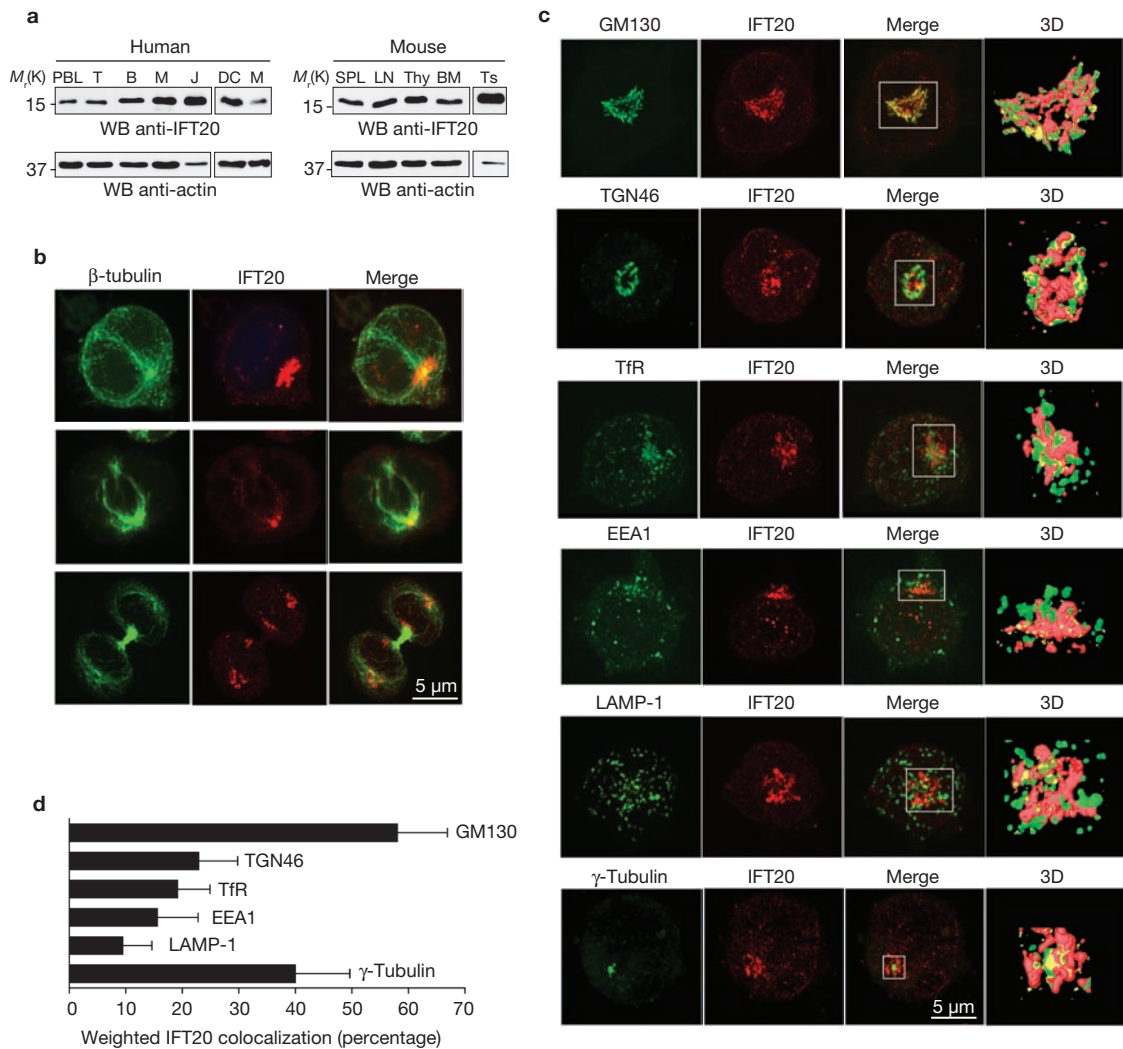 a
Human
Mouse
Mr(K) PBL T B M J DC M
15
WB anti-IFT20
37
WB anti-actin
Mr(K) SPL LN Thy BM Ts
15
WB anti-IFT20
37
WB anti-actin
b
β-tubulin IFT20 Merge
5 µm
c
GM130 IFT20 Merge 3D
TGN46 IFT20 Merge 3D
TfR IFT20 Merge 3D
EEA1 IFT20 Merge 3D
LAMP-1 IFT20 Merge 3D
γ-Tubulin IFT20 Merge 3D
5 µm
d
GM130
TGN46
TfR
EEA1
LAMP-1
γ-Tubulin
0 10 20 30 40 50 60 70
Weighted IFT20 colocalization (percentage)